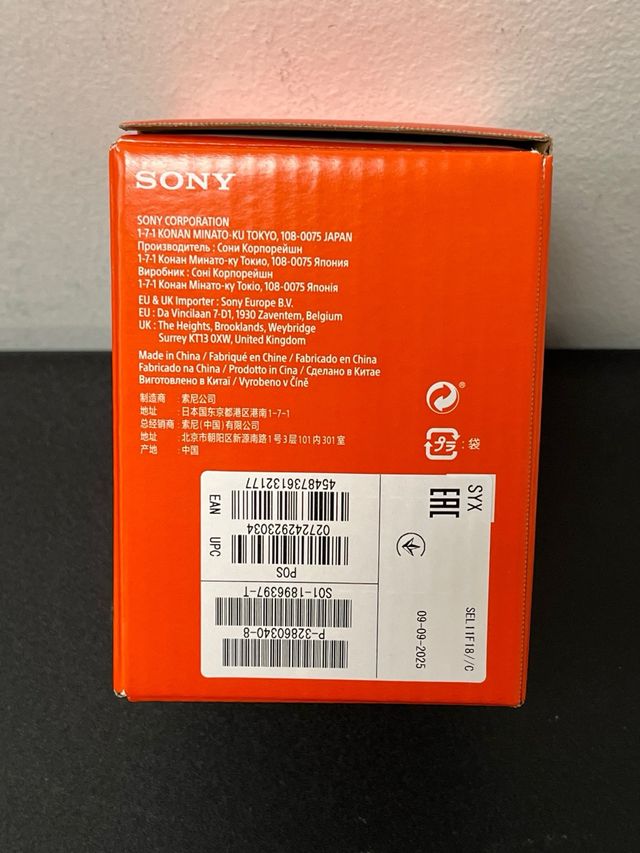 SONY
SONY CORPORATION
1-7-1 KONAN MINATO-KU TOKYO, 108-0075 JAPAN
Производитель : Сони Корпорейшн
1-7-1 Конан Минато-ку Токио, 108-0075 Япония
Виробник : Соні Корпорейшн
1-7-1 Конан Мінато-ку Токіо, 108-0075 Японія
EU & UK Importer : Sony Europe B.V.
EU : Da Vincilaan 7-D1, 1930 Zaventem, Belgium
UK : The Heights, Brooklands, Weybridge
Surrey KT13 0XW, United Kingdom
Made in China / Fabriqué en Chine / Fabricado en China
Fabricado na China / Prodotto in Cina / Сделано в Китае
Виготовлено в Китаї / Vyrobeno v Číně
制造商 : 索尼公司
地址 : 日本国东京都港区港南1-7-1
总经销商 : 索尼(中国)有限公司
地址 : 北京市朝阳区新源南路1号3层101内301室
产地 : 中国
®
プラ : 袋
4548736132177
EAN
027242923034
UPC
POS
S01-1896397-T
P-32860340-8
SYX
EAC
SEL11F18//C
09-09-2025